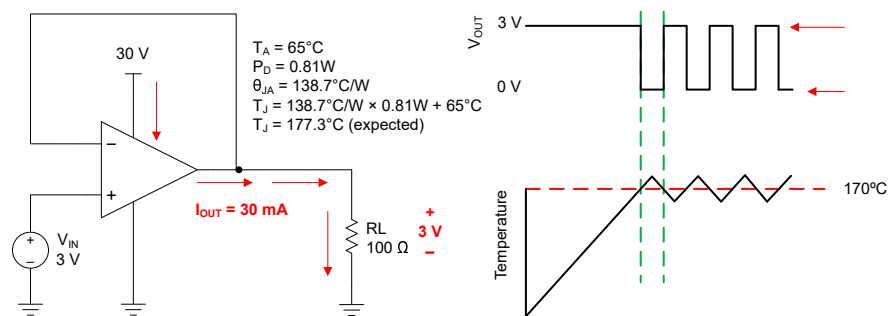 30 V
T_A = 65°C
P_D = 0.81W
θ_JA = 138.7°C/W
T_J = 138.7°C/W × 0.81W + 65°C
T_J = 177.3°C (expected)
−
+
I_OUT = 30 mA
+
−
V_IN
3 V
RL
100 Ω
+
3 V
−
V_OUT
3 V
0 V
Temperature
170ºC